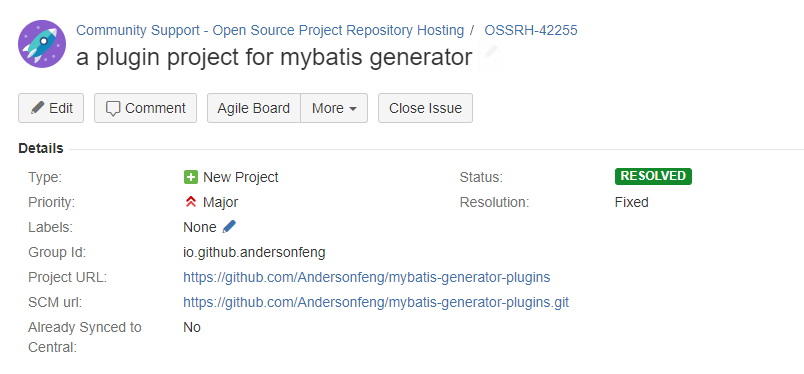 Community Support - Open Source Project Repository Hosting / OSSRH-42255
a plugin project for mybatis generator
Edit Comment Agile Board More Close Issue
Details
Type: New Project Status: RESOLVED
Priority: Major Resolution: Fixed
Labels: None
Group Id: io.github.andersonfeng
Project URL: https://github.com/Andersonfeng/mybatis-generator-plugins
SCM url: https://github.com/Andersonfeng/mybatis-generator-plugins.git
Already Synced to No
Central: